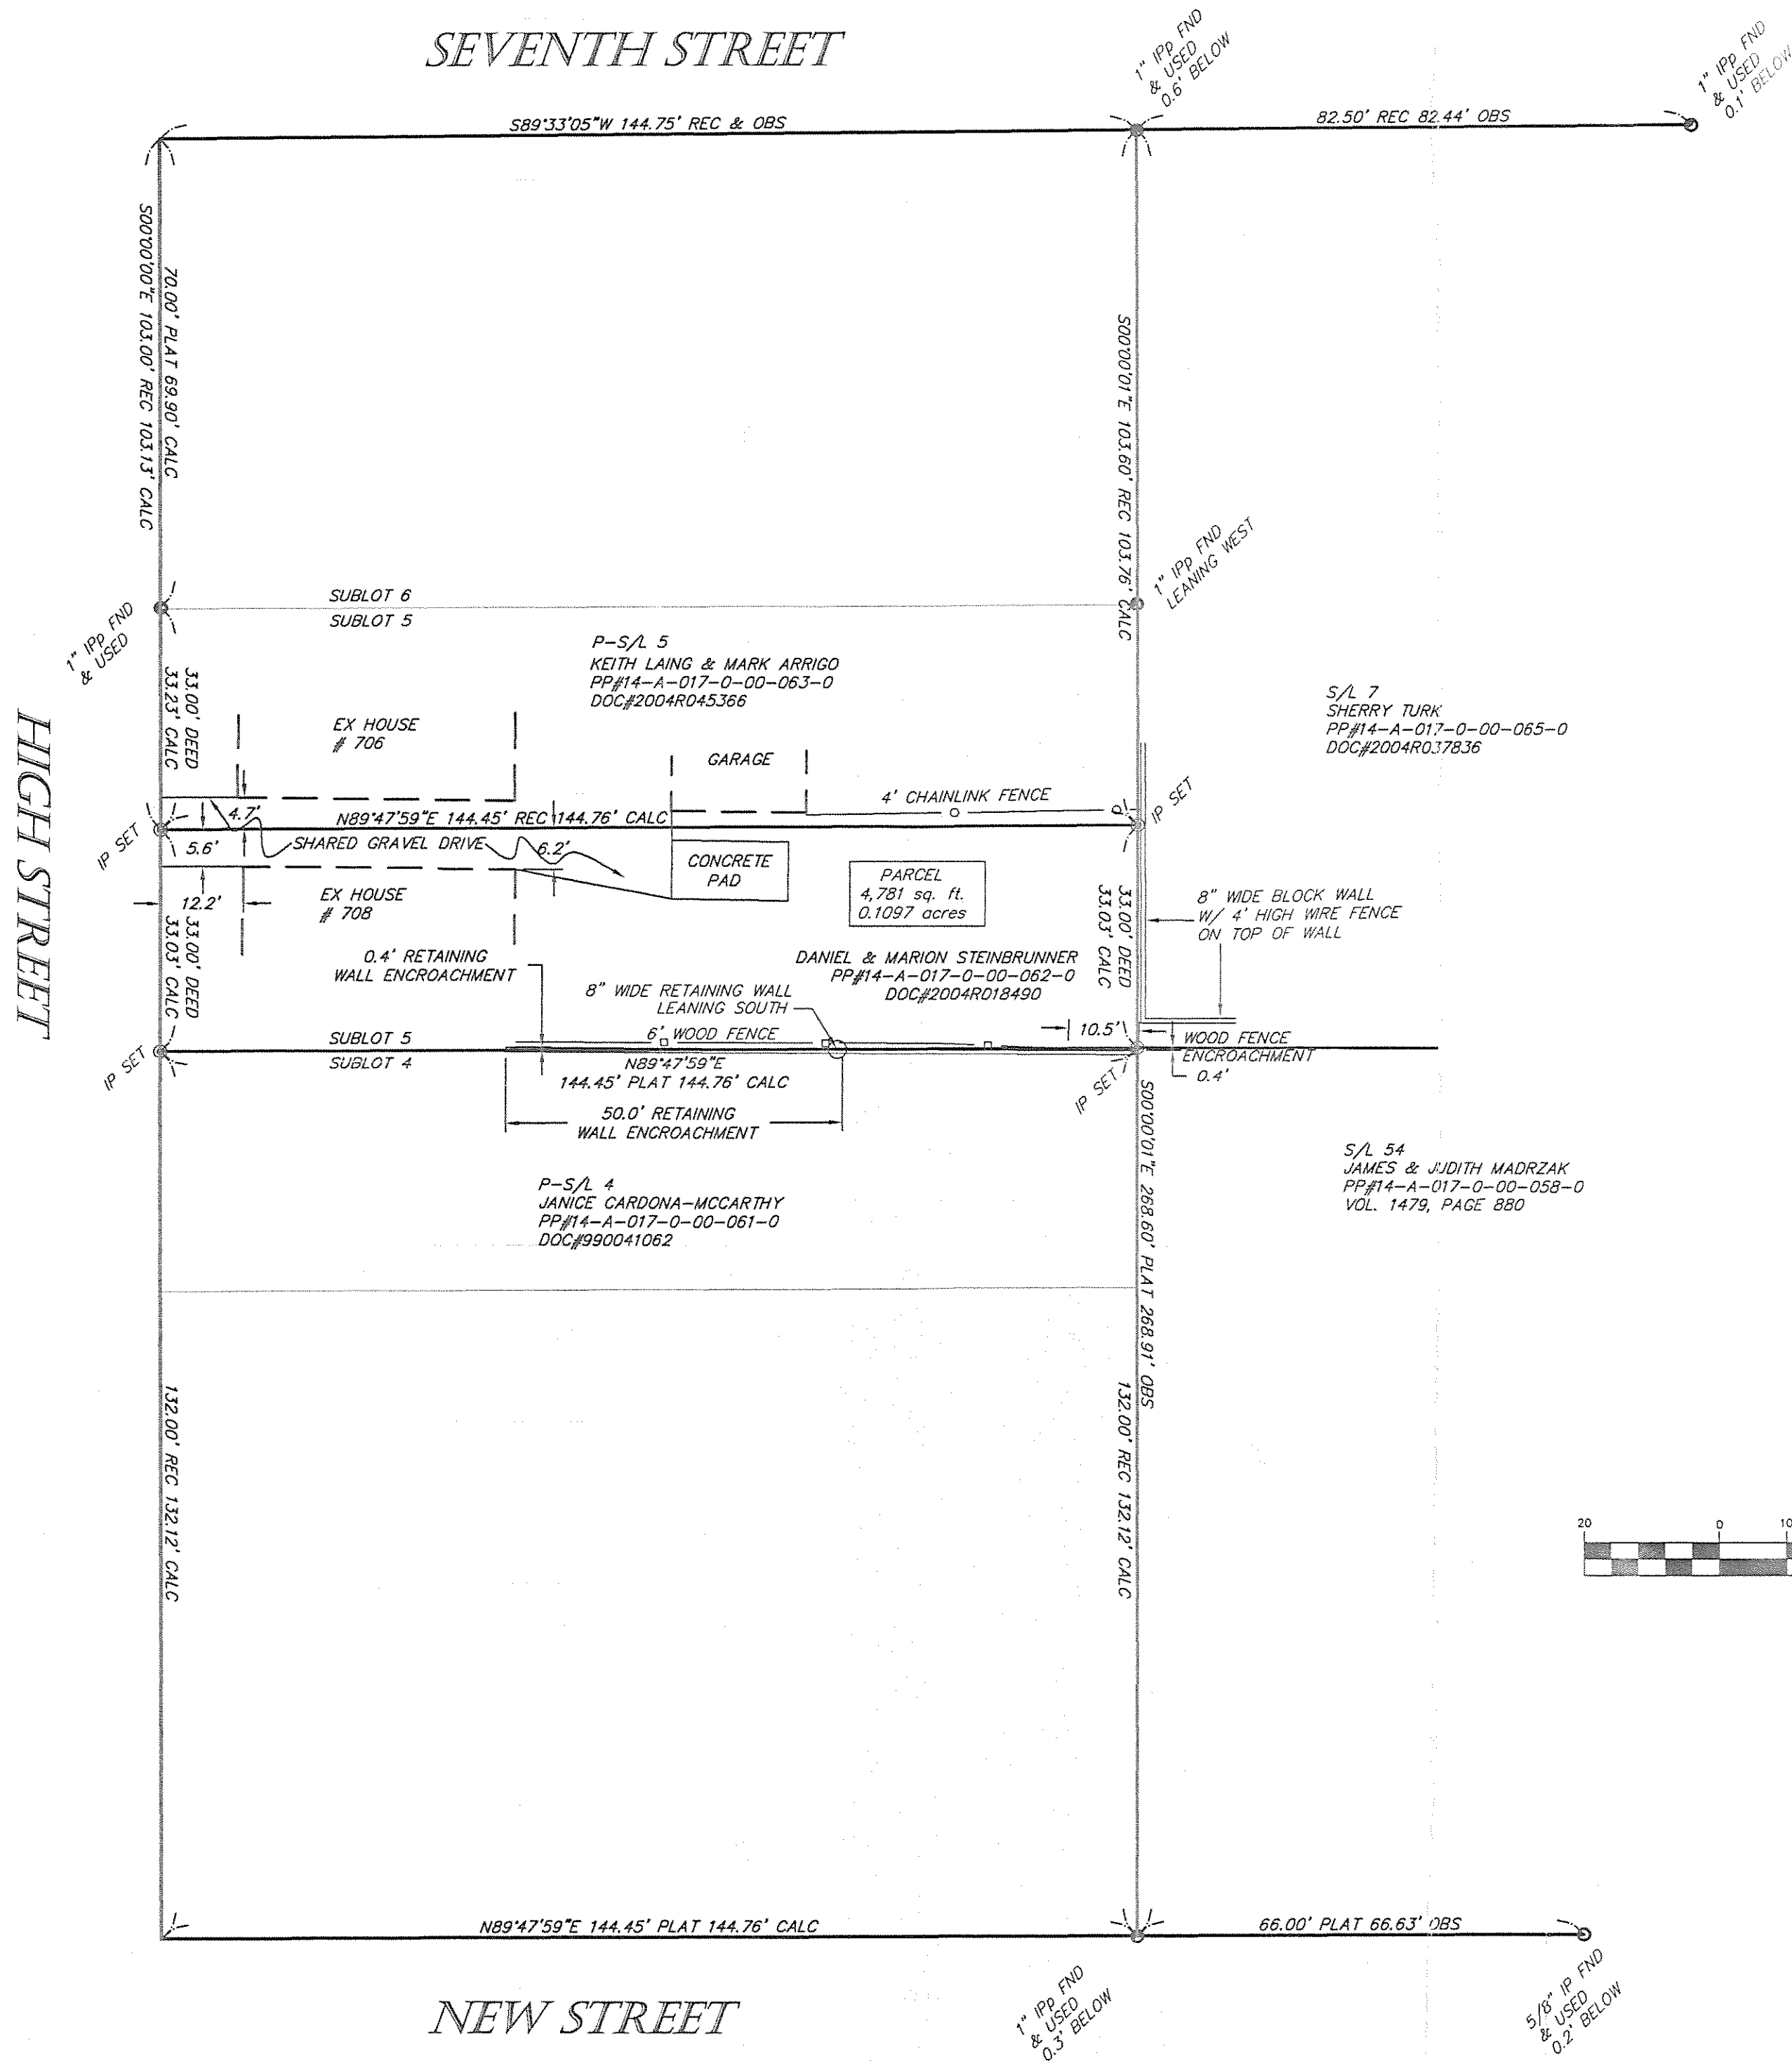 SEVENTH STREET
1" IPp FND
& USED
0.6' BELOW
1" IPp FND
& USED
0.1' BELOW
S89°33'05"W 144.75' REC & OBS
82.50' REC 82.44' OBS
S00°00'00"E 103.00' REC 103.13' CALC
70.00' PLAT 69.90' CALC
S00°00'01"E 103.60' REC 103.76' CALC
1" IPp FND
LEANING WEST
1" IPp FND
& USED
SUBLOT 6
SUBLOT 5
P-S/L 5
KEITH LAING & MARK ARRIGO
PP#14-A-017-0-00-063-0
DOC#2004R045366
S/L 7
SHERRY TURK
PP#14-A-017-0-00-065-0
DOC#2004R037836
HIGH STREET
33.00' DEED
33.23' CALC
EX HOUSE
# 706
GARAGE
4' CHAINLINK FENCE
IP SET
4.7'
N89°47'59"E 144.45' REC 144.76' CALC
IP SET
5.6'
SHARED GRAVEL DRIVE
6.2'
CONCRETE
PAD
PARCEL
4,781 sq. ft.
0.1097 acres
12.2'
EX HOUSE
# 708
33.00' DEED
33.03' CALC
33.00' DEED
33.03' CALC
8" WIDE BLOCK WALL
W/ 4' HIGH WIRE FENCE
ON TOP OF WALL
0.4' RETAINING
WALL ENCROACHMENT
DANIEL & MARION STEINBRUNNER
PP#14-A-017-0-00-062-0
DOC#2004R018490
8" WIDE RETAINING WALL
LEANING SOUTH
6' WOOD FENCE
10.5'
WOOD FENCE
ENCROACHMENT
0.4'
SUBLOT 5
SUBLOT 4
IP SET
N89°47'59"E
144.45' PLAT 144.76' CALC
IP SET
50.0' RETAINING
WALL ENCROACHMENT
S00°00'01"E 268.60' PLAT 268.91' OBS
P-S/L 4
JANICE CARDONA-MCCARTHY
PP#14-A-017-0-00-061-0
DOC#990041062
S/L 54
JAMES & JUDITH MADRZAK
PP#14-A-017-0-00-058-0
VOL. 1479, PAGE 880
132.00' REC 132.12' CALC
132.00' REC 132.12' CALC
20 0 10
N89°47'59"E 144.45' PLAT 144.76' CALC
66.00' PLAT 66.63' OBS
NEW STREET
1" IPp FND
& USED
0.3' BELOW
5/8" IP FND
& USED
0.2' BELOW